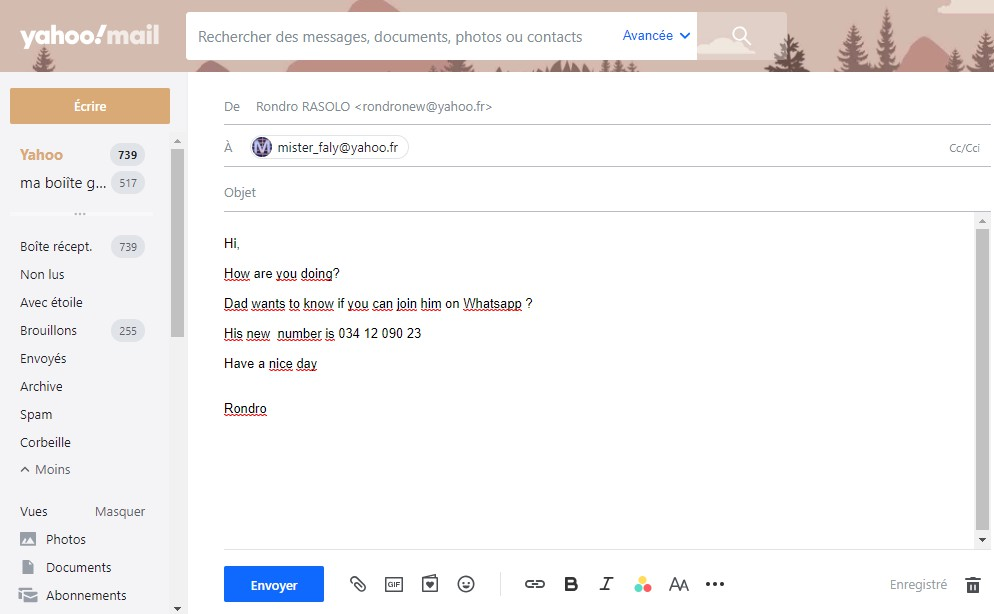 yahoo!mail
Rechercher des messages, documents, photos ou contacts
Avancée
Écrire
Yahoo 739
ma boiîte g... 517
...
Boîte récept. 739
Non lus
Avec étoile
Brouillons 255
Envoyés
Archive
Spam
Corbeille
Moins
Vues Masquer
Photos
Documents
Abonnements
De Rondro RASOLO <rondronew@yahoo.fr>
À mister_faly@yahoo.fr Cc/Cci
Objet
Hi,
How are you doing?
Dad wants to know if you can join him on Whatsapp ?
His new  number is 034 12 090 23
Have a nice day
Rondro
Envoyer GIF B I AA ••• Enregistré